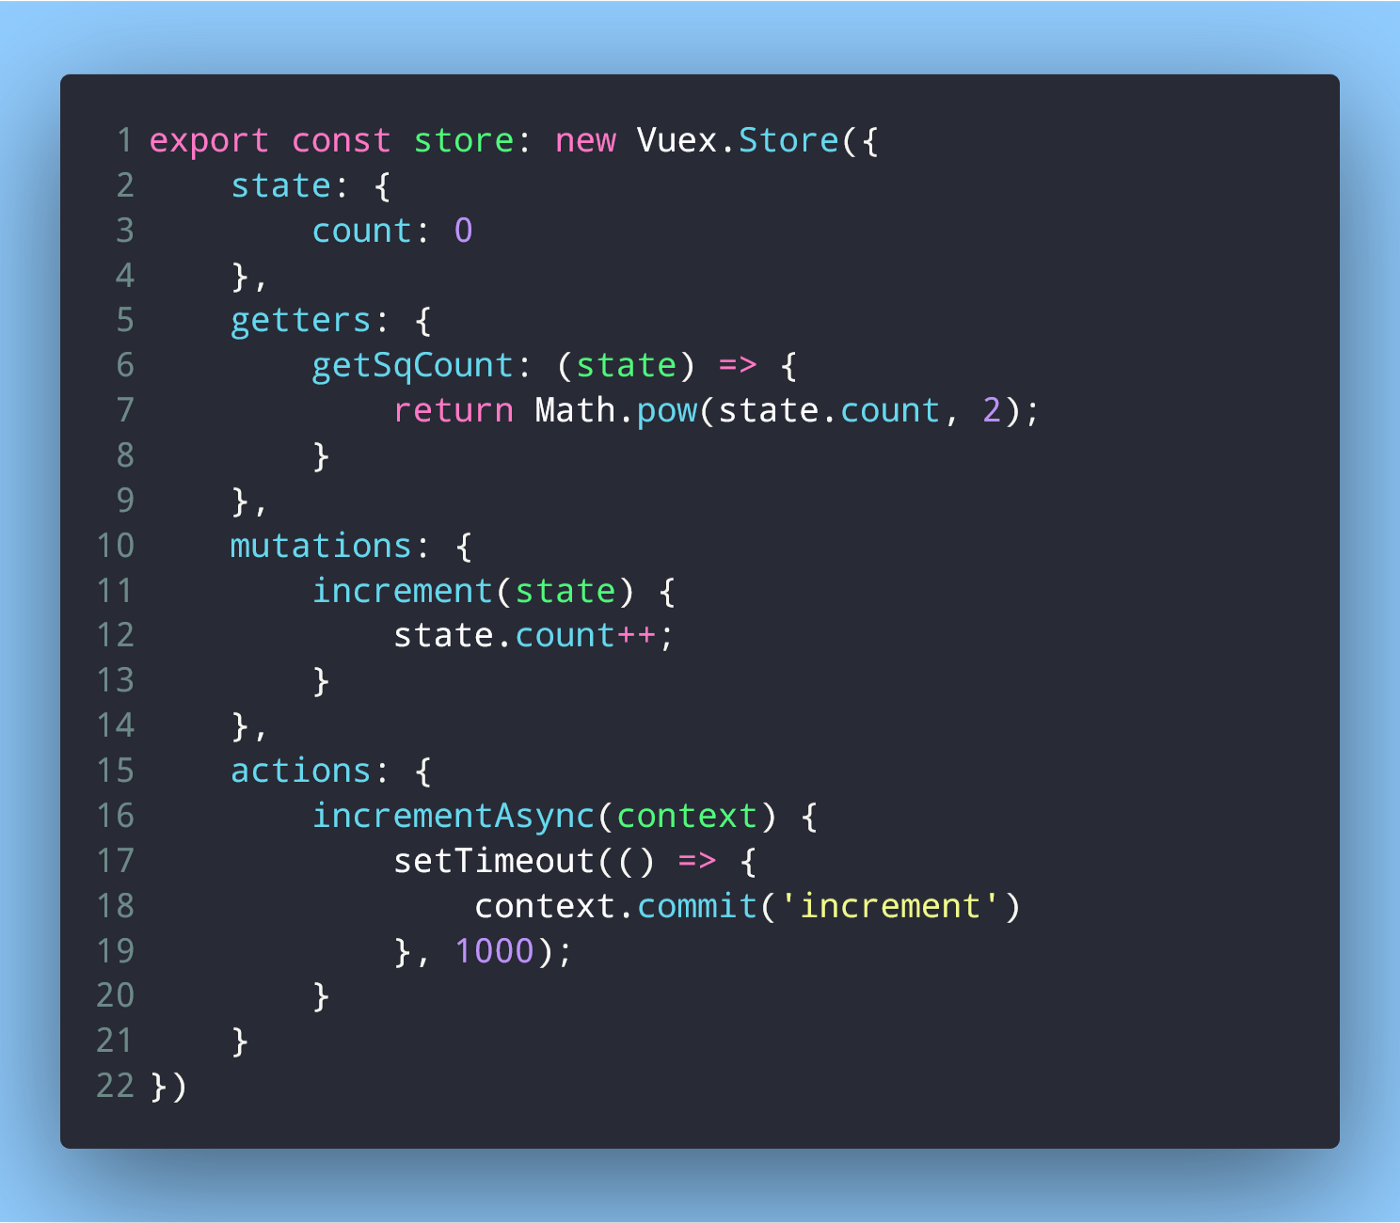 1 export const store: new Vuex.Store({
2     state: {
3         count: 0
4     },
5     getters: {
6         getSqCount: (state) => {
7             return Math.pow(state.count, 2);
8         }
9     },
10     mutations: {
11         increment(state) {
12             state.count++;
13         }
14     },
15     actions: {
16         incrementAsync(context) {
17             setTimeout(() => {
18                 context.commit('increment')
19             }, 1000);
20         }
21     }
22 })